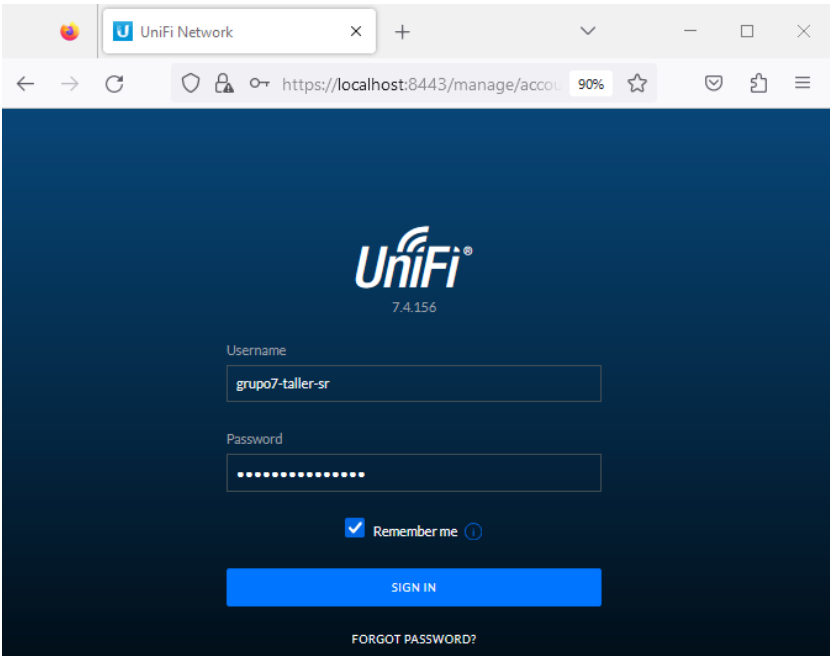 UniFi Network
https://localhost:8443/manage/accou
90%
UniFi®
7.4.156
Username
grupo7-taller-sr
Password
•••••••••••••••
Remember me
SIGN IN
FORGOT PASSWORD?